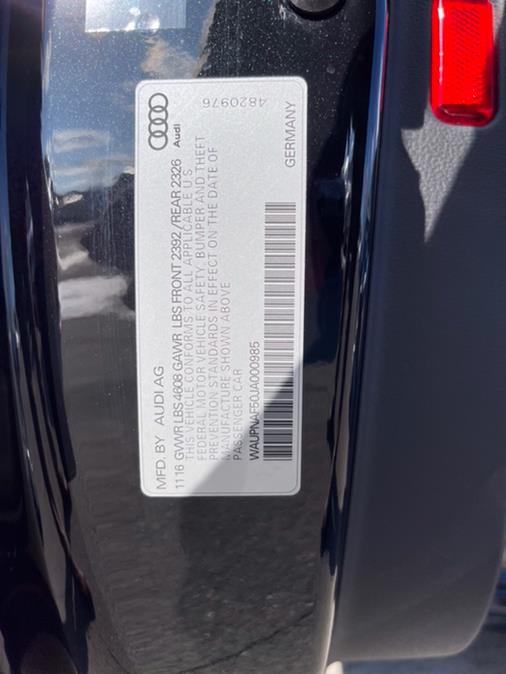 Audi
4820976
MFD. BY AUDI AG
11 16 GVWR LBS 4608 GAWR LBS FRONT 2392 /REAR 2326
THIS VEHICLE CONFORMS TO ALL APPLICABLE U S
FEDERAL MOTOR VEHICLE SAFETY, BUMPER AND THEFT
PREVENTION STANDARDS IN EFFECT ON THE DATE OF
MANUFACTURE SHOWN ABOVE
PASSENGER CAR
WAUPNAF50JA000985
GERMANY